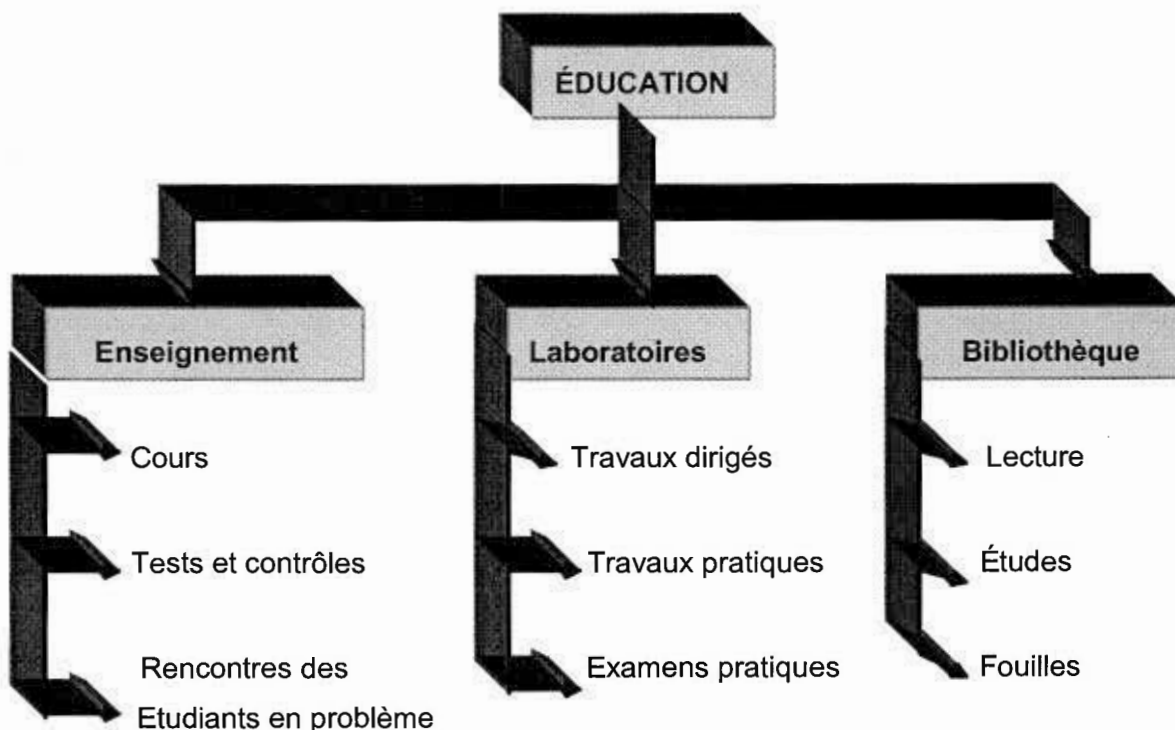 ÉDUCATION
Enseignement
Cours
Tests et contrôles
Rencontres des
Etudiants en problème
Laboratoires
Travaux dirigés
Travaux pratiques
Examens pratiques
Bibliothèque
Lecture
Études
Fouilles